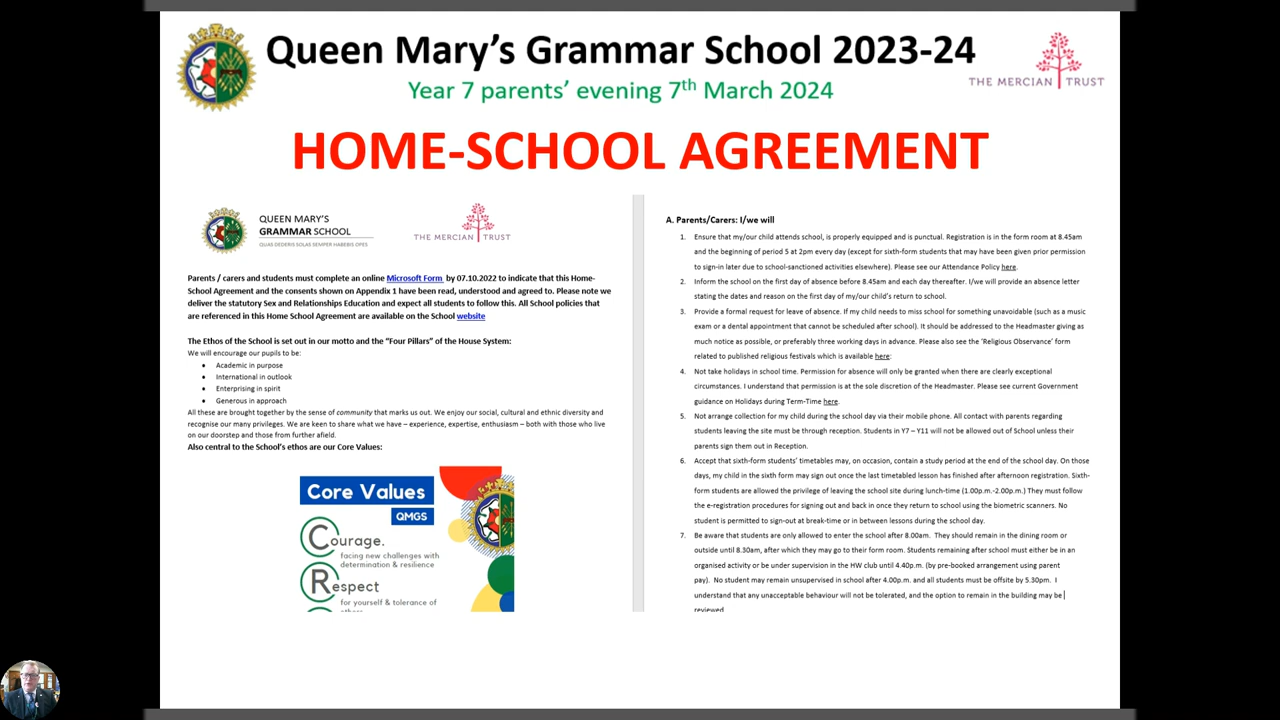 Queen Mary's Grammar School 2023-24
Year 7 parents' evening 7th March 2024
THE MERCIAN TRUST
HOME-SCHOOL AGREEMENT
QUEEN MARY'S
GRAMMAR SCHOOL
QUAS DEDERIS SOLAS SEMPER HABEBIS OPES
THE MERCIAN TRUST
Parents / carers and students must complete an online Microsoft Form by 07.10.2022 to indicate that this Home-
School Agreement and the consents shown on Appendix 1 have been read, understood and agreed to. Please note we
deliver the statutory Sex and Relationships Education and expect all students to follow this. All School policies that
are referenced in this Home School Agreement are available on the School website
The Ethos of the School is set out in our motto and the "Four Pillars" of the House System:
We will encourage our pupils to be:
• Academic in purpose
• International in outlook
• Enterprising in spirit
• Generous in approach
All these are brought together by the sense of community that marks us out. We enjoy our social, cultural and ethnic diversity and
recognise our many privileges. We are keen to share what we have – experience, expertise, enthusiasm – both with those who live
on our doorstep and those from further afield.
Also central to the School's ethos are our Core Values:
Core Values
QMGS
Courage.
facing new challenges with
determination & resilience
Respect
for yourself & tolerance of
others
A. Parents/Carers: I/we will
1. Ensure that my/our child attends school, is properly equipped and is punctual. Registration is in the form room at 8.45am
and the beginning of period 5 at 2pm every day (except for sixth-form students that may have been given prior permission
to sign-in later due to school-sanctioned activities elsewhere). Please see our Attendance Policy here.
2. Inform the school on the first day of absence before 8.45am and each day thereafter. I/we will provide an absence letter
stating the dates and reason on the first day of my/our child's return to school.
3. Provide a formal request for leave of absence. If my child needs to miss school for something unavoidable (such as a music
exam or a dental appointment that cannot be scheduled after school). It should be addressed to the Headmaster giving as
much notice as possible, or preferably three working days in advance. Please also see the 'Religious Observance' form
related to published religious festivals which is available here:
4. Not take holidays in school time. Permission for absence will only be granted when there are clearly exceptional
circumstances. I understand that permission is at the sole discretion of the Headmaster. Please see current Government
guidance on Holidays during Term-Time here.
5. Not arrange collection for my child during the school day via their mobile phone. All contact with parents regarding
students leaving the site must be through reception. Students in Y7 – Y11 will not be allowed out of School unless their
parents sign them out in Reception.
6. Accept that sixth-form students' timetables may, on occasion, contain a study period at the end of the school day. On those
days, my child in the sixth form may sign out once the last timetabled lesson has finished after afternoon registration. Sixth-
form students are allowed the privilege of leaving the school site during lunch-time (1.00p.m.-2.00p.m.) They must follow
the e-registration procedures for signing out and back in once they return to school using the biometric scanners. No
student is permitted to sign-out at break-time or in between lessons during the school day.
7. Be aware that students are only allowed to enter the school after 8.00am. They should remain in the dining room or
outside until 8.30am, after which they may go to their form room. Students remaining after school must either be in an
organised activity or be under supervision in the HW club until 4.40p.m. (by pre-booked arrangement using parent
pay). No student may remain unsupervised in school after 4.00p.m. and all students must be offsite by 5.30pm. I
understand that any unacceptable behaviour will not be tolerated, and the option to remain in the building may be
reviewed